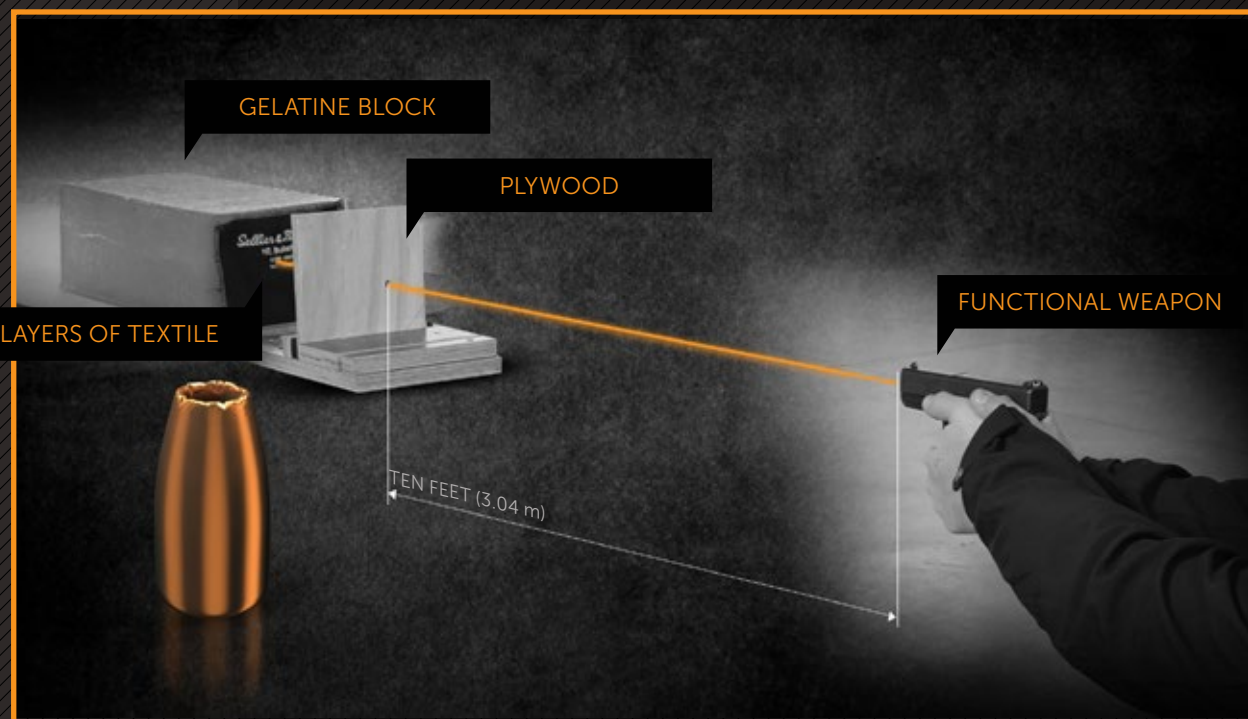 GELATINE BLOCK
PLYWOOD
LAYERS OF TEXTILE
FUNCTIONAL WEAPON
TEN FEET (3.04 m)